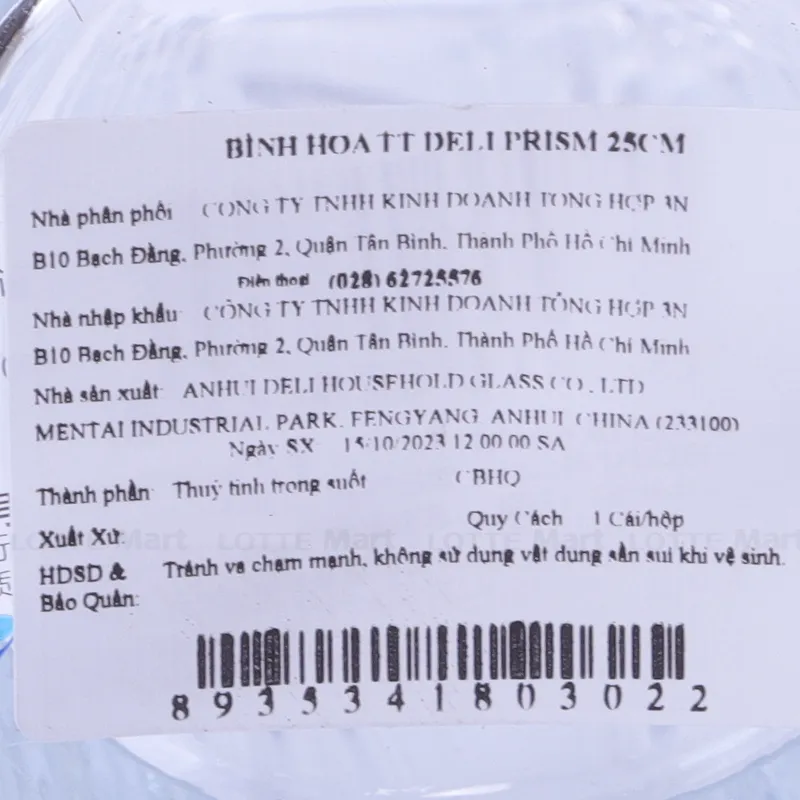 BÌNH HOA TT DELI PRISM 25CM
Nhà phân phối CÔNG TY TNHH KINH DOANH TỔNG HỢP 3N
B10 Bạch Đằng, Phường 2, Quận Tân Bình, Thành Phố Hồ Chí Minh
Điện thoại (028) 62725576
Nhà nhập khẩu: CÔNG TY TNHH KINH DOANH TỔNG HỢP 3N
B10 Bạch Đằng, Phường 2, Quận Tân Bình, Thành Phố Hồ Chí Minh
Nhà sản xuất: ANHUI DELI HOUSEHOLD GLASS CO., LTD
MENTAI INDUSTRIAL PARK, FENGYANG, ANHUI, CHINA (233100)
Ngày SX 15/10/2023 12:00:00 SA
Thành phần: Thuỷ tinh trong suốt CBHQ
Xuất Xứ Quy Cách 1 Cái/hộp
LOTTE Mart LOTTE Mart LOTTE Mart
HDSD & Bảo Quản: Tránh va chạm mạnh, không sử dụng vật dụng sần sùi khi vệ sinh.
8935341803022